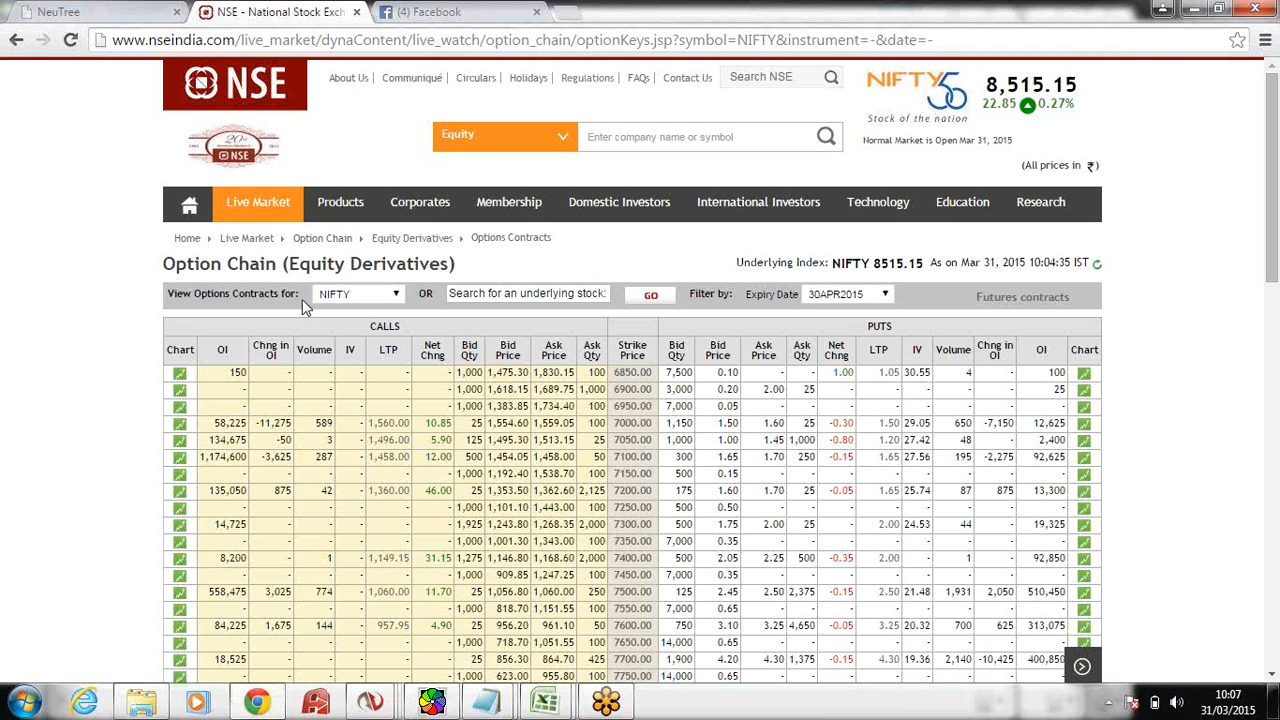 NeuTree
NSE - National Stock Exch
(4) Facebook
www.nseindia.com/live_market/dynaContent/live_watch/option_chain/optionKeys.jsp?symbol=NIFTY&instrument=-&date=-
NSE
About Us | Communiqué | Circulars | Holidays | Regulations | FAQs | Contact Us
Search NSE
NIFTY 50
Stock of the nation
8,515.15
22.85 0.27%
20th
NSE
Equity
Enter company name or symbol
Normal Market is Open Mar 31, 2015
(All prices in ₹)
Live Market Products Corporates Membership Domestic Investors International Investors Technology Education Research
Home Live Market Option Chain Equity Derivatives Options Contracts
Option Chain (Equity Derivatives)
Underlying Index: NIFTY 8515.15 As on Mar 31, 2015 10:04:35 IST
View Options Contracts for: NIFTY OR Search for an underlying stock: GO Filter by: Expiry Date 30APR2015 Futures contracts
CALLS PUTS
Chart OI Chng in OI Volume IV LTP Net Chng Bid Qty Bid Price Ask Price Ask Qty Strike Price Bid Qty Bid Price Ask Price Ask Qty Net Chng LTP IV Volume Chng in OI OI Chart
150 - - - - - 1,000 1,475.30 1,830.15 100 6850.00 7,500 0.10 - - 1.00 1.05 30.55 4 - 100
- - - - - - 1,000 1,618.15 1,689.75 1,000 6900.00 3,000 0.20 2.00 25 - - - - - 25
- - - - - - 1,000 1,383.85 1,734.40 100 6950.00 7,000 0.05 - - - - - - - -
58,225 -11,275 589 - 1,560.00 10.85 25 1,554.60 1,559.05 100 7000.00 1,150 1.50 1.60 25 -0.30 1.50 29.05 650 -7,150 12,625
134,675 -50 3 - 1,496.00 5.90 125 1,495.30 1,513.15 25 7050.00 1,000 1.00 1.45 1,000 -0.80 1.20 27.42 48 - 2,400
1,174,600 -3,625 287 - 1,458.00 12.00 500 1,454.05 1,458.00 50 7100.00 300 1.65 1.70 250 -0.15 1.65 27.56 195 -2,275 92,625
- - - - - - 1,000 1,192.40 1,538.70 100 7150.00 500 0.15 - - - - - - - -
135,050 875 42 - 1,360.00 46.00 25 1,353.50 1,362.60 2,125 7200.00 175 1.60 1.70 25 -0.05 1.65 25.74 87 875 13,300
- - - - - - 1,000 1,101.10 1,443.00 100 7250.00 500 0.50 - - - - - - - -
14,725 - - - - - 1,925 1,243.80 1,268.35 2,000 7300.00 500 1.75 2.00 25 - 2.00 24.53 44 - 19,325
- - - - - - 1,000 1,001.30 1,343.00 100 7350.00 7,000 0.35 - - - - - - - -
8,200 - 1 - 1,149.15 31.15 1,275 1,146.80 1,168.60 2,000 7400.00 500 2.05 2.25 500 -0.35 2.00 - 1 - 92,850
- - - - - - 1,000 909.85 1,247.25 100 7450.00 7,000 0.35 - - - - - - - -
558,475 3,025 774 - 1,060.00 11.70 25 1,056.80 1,060.00 250 7500.00 125 2.45 2.50 2,375 -0.15 2.50 21.48 1,931 2,050 510,450
- - - - - - 1,000 818.70 1,151.55 100 7550.00 7,000 0.65 - - - - - - - -
84,225 1,675 144 - 957.95 4.90 25 956.20 961.10 50 7600.00 750 3.10 3.25 4,650 -0.05 3.25 20.32 700 625 313,075
- - - - - - 1,000 718.70 1,051.55 100 7650.00 14,000 0.65 - - - - - - -
18,525 - - - - - 25 856.30 864.70 425 7700.00 1,900 4.20 4.30 1,375 -0.15 4.30 19.36 2,140 -10,425 400,850
- - - - - - 1,000 623.00 955.80 100 7750.00 14,000 0.65 - - - - - - -
10:07
31/03/2015